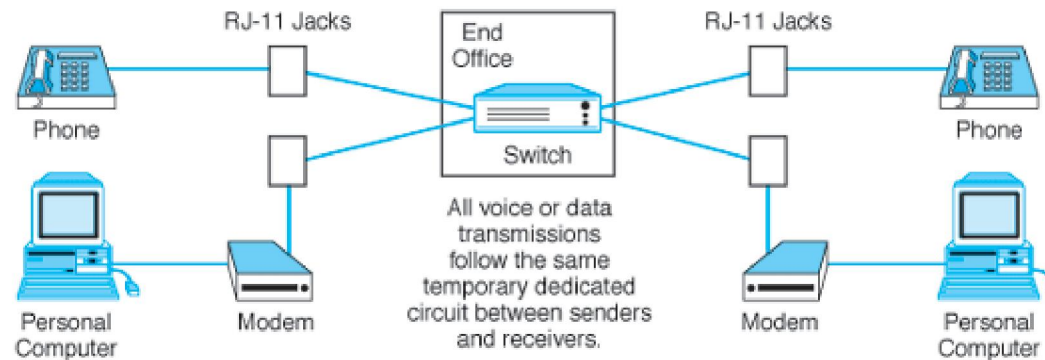 RJ-11 Jacks
End
Office
RJ-11 Jacks
Phone
Switch
Phone
All voice or data
transmissions
follow the same
temporary dedicated
circuit between senders
and receivers.
Personal
Computer
Modem
Modem
Personal
Computer